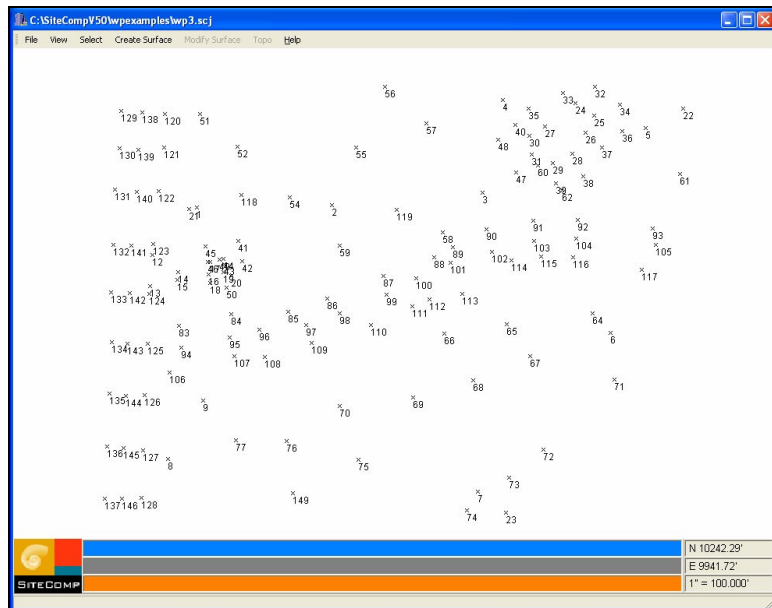 C:\SiteCompV50\wpexamples\wp3.scj
File View Select Create Surface Modify Surface Topo Help
56
32
33
4 24 34
129 138 120 51 35 25 22
57 40 27 36 5
48 30 26
130 139 121 52 55 31 28 37
60 29
47 38 61
131 140 122 118 54 39 62
3
21 1 2 119
91 92
58 90 93
132 141 123 45 41 59 89 103 104 105
12 88 102 115 116
42 101 114 117
14 43
15 16 19 20 87 100
133 142 13 124 18 50 99 113
86 112
84 85 98 111 64
83 97 110 65
95 96 66 6
134 143 125 94 109
107 108 67
106 68 71
135 144 126 9 70 69
77 76
136 145 127 72
8 75
73
137 146 128 149 7
74 23
N 10242.29'
E 9941.72'
1" = 100.000'
SITECOMP